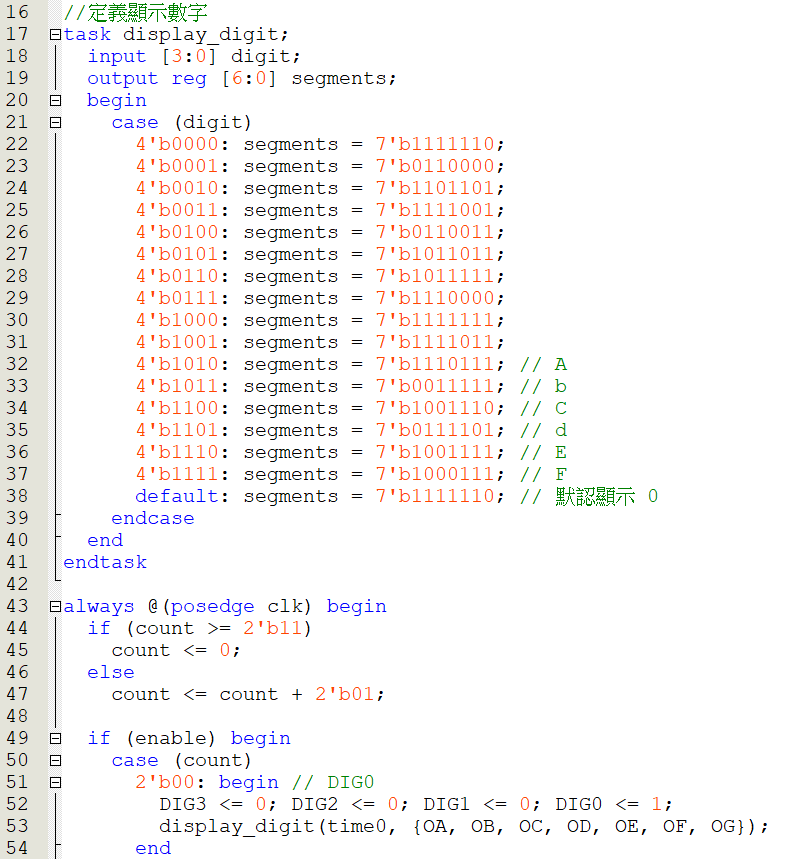 16 //定義顯示數字
17 task display_digit;
18 input [3:0] digit;
19 output reg [6:0] segments;
20 begin
21 case (digit)
22 4'b0000: segments = 7'b1111110;
23 4'b0001: segments = 7'b0110000;
24 4'b0010: segments = 7'b1101101;
25 4'b0011: segments = 7'b1111001;
26 4'b0100: segments = 7'b0110011;
27 4'b0101: segments = 7'b1011011;
28 4'b0110: segments = 7'b1011111;
29 4'b0111: segments = 7'b1110000;
30 4'b1000: segments = 7'b1111111;
31 4'b1001: segments = 7'b1111011;
32 4'b1010: segments = 7'b1110111; // A
33 4'b1011: segments = 7'b0011111; // b
34 4'b1100: segments = 7'b1001110; // C
35 4'b1101: segments = 7'b0111101; // d
36 4'b1110: segments = 7'b1001111; // E
37 4'b1111: segments = 7'b1000111; // F
38 default: segments = 7'b1111110; // 默認顯示 0
39 endcase
40 end
41 endtask
42
43 always @(posedge clk) begin
44 if (count >= 2'b11)
45 count <= 0;
46 else
47 count <= count + 2'b01;
48
49 if (enable) begin
50 case (count)
51 2'b00: begin // DIG0
52 DIG3 <= 0; DIG2 <= 0; DIG1 <= 0; DIG0 <= 1;
53 display_digit(time0, {OA, OB, OC, OD, OE, OF, OG});
54 end